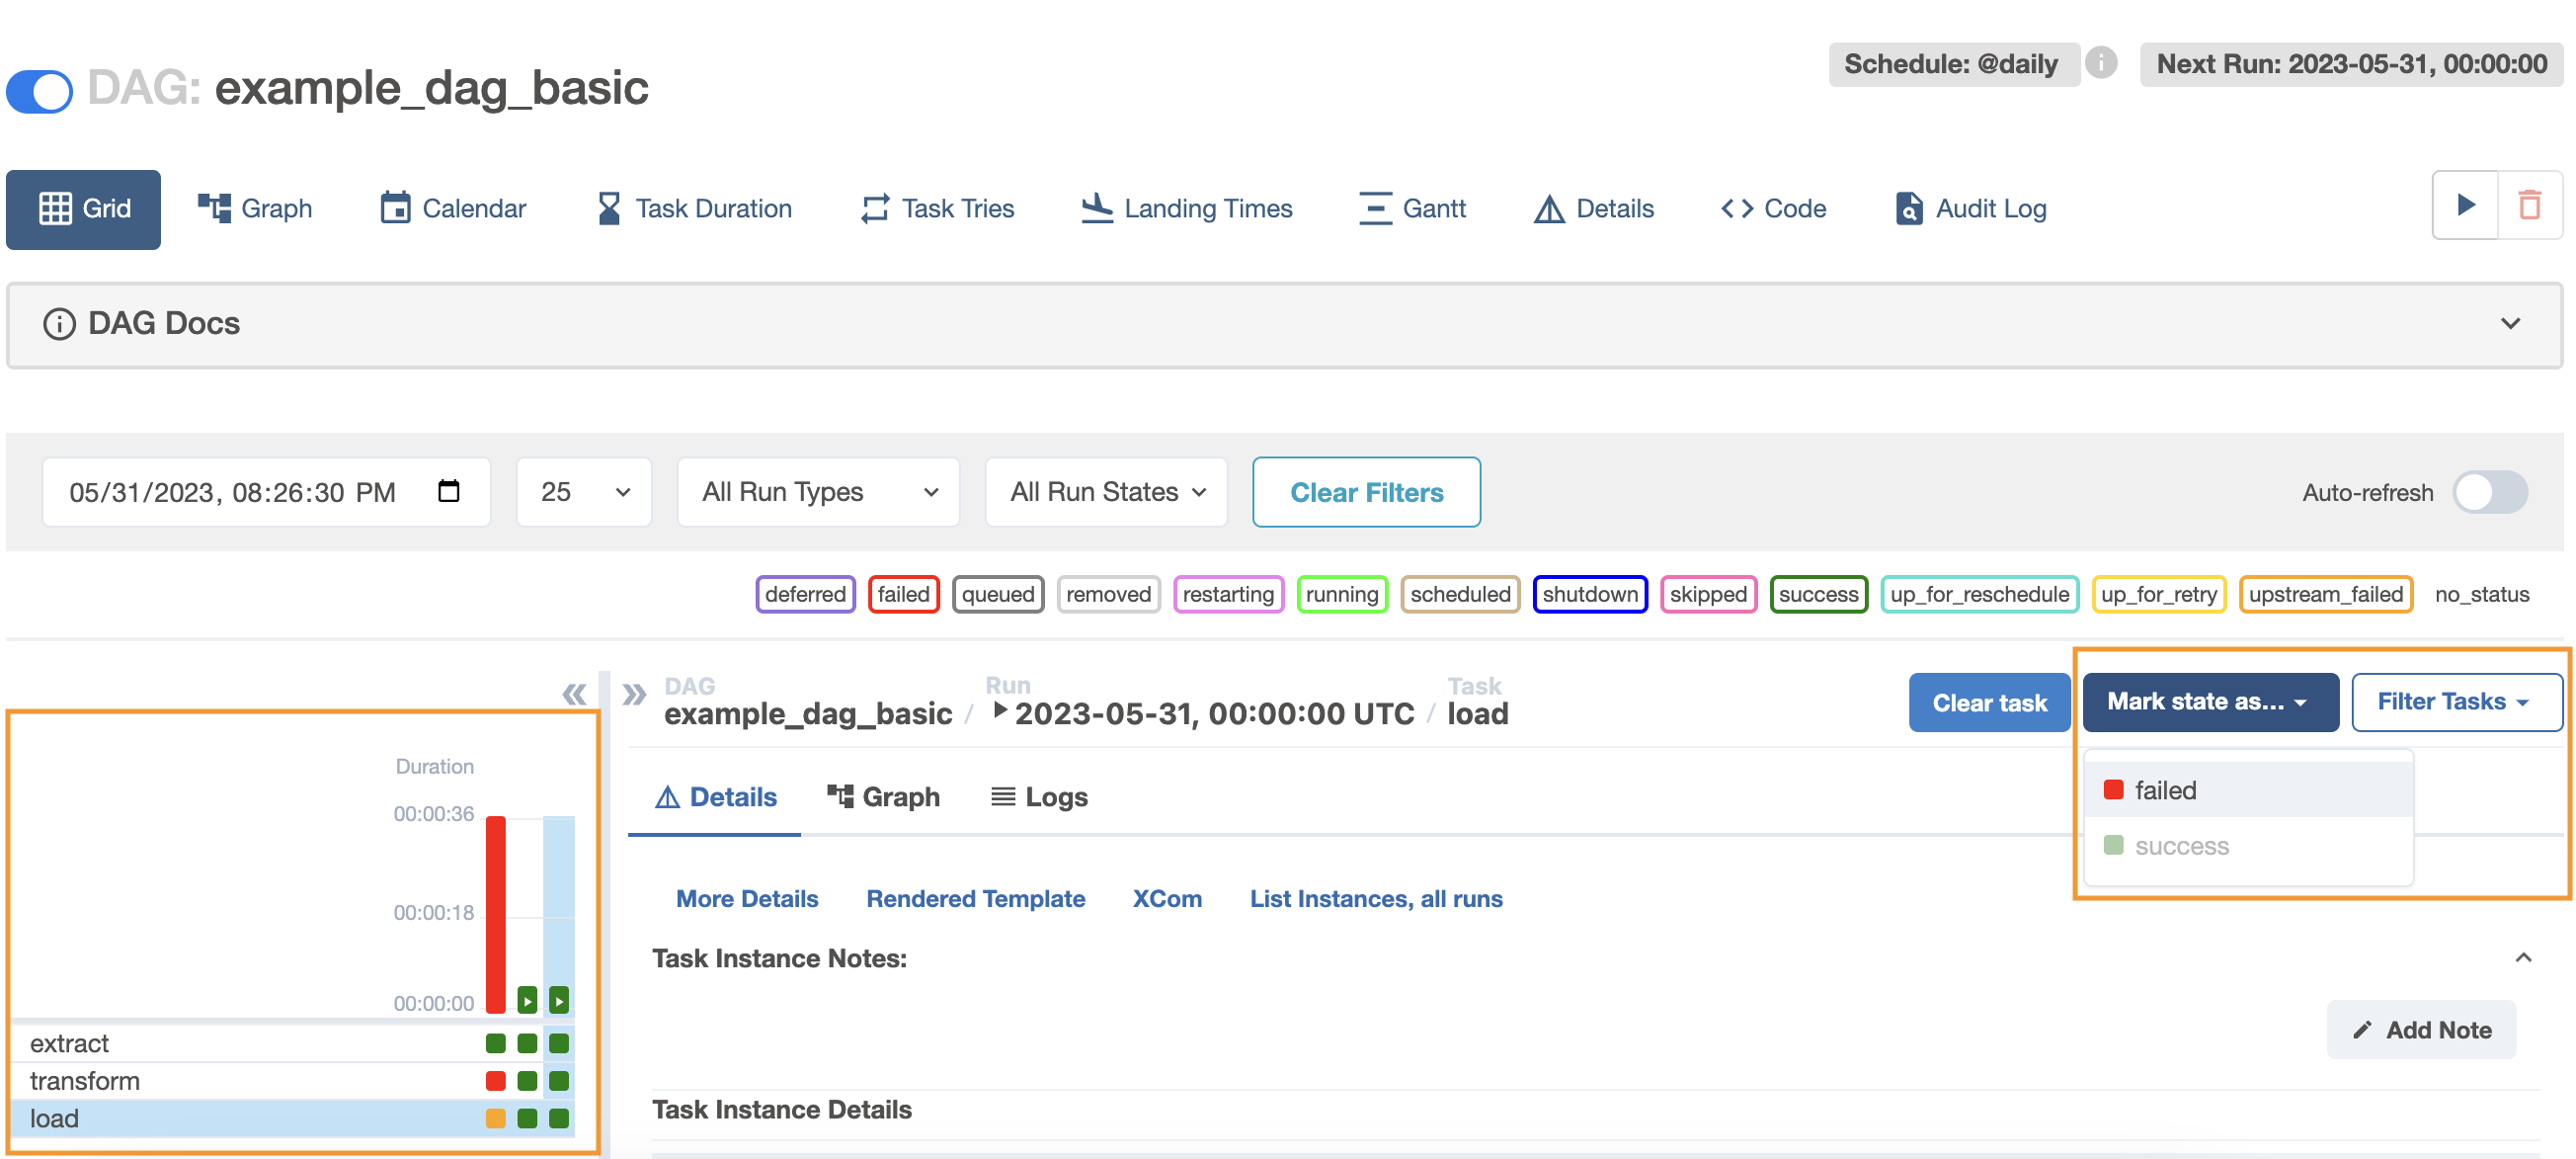 DAG: example_dag_basic
Schedule: @daily
Next Run: 2023-05-31, 00:00:00
Grid
Graph
Calendar
Task Duration
Task Tries
Landing Times
Gantt
Details
Code
Audit Log
DAG Docs
05/31/2023, 08:26:30 PM
25
All Run Types
All Run States
Clear Filters
Auto-refresh
deferred
failed
queued
removed
restarting
running
scheduled
shutdown
skipped
success
up_for_reschedule
up_for_retry
upstream_failed
no_status
Duration
00:00:36
00:00:18
00:00:00
extract
transform
load
DAG
example_dag_basic /
Run
2023-05-31, 00:00:00 UTC /
Task
load
Clear task
Mark state as...
Filter Tasks
failed
success
Details
Graph
Logs
More Details
Rendered Template
XCom
List Instances, all runs
Task Instance Notes:
Add Note
Task Instance Details